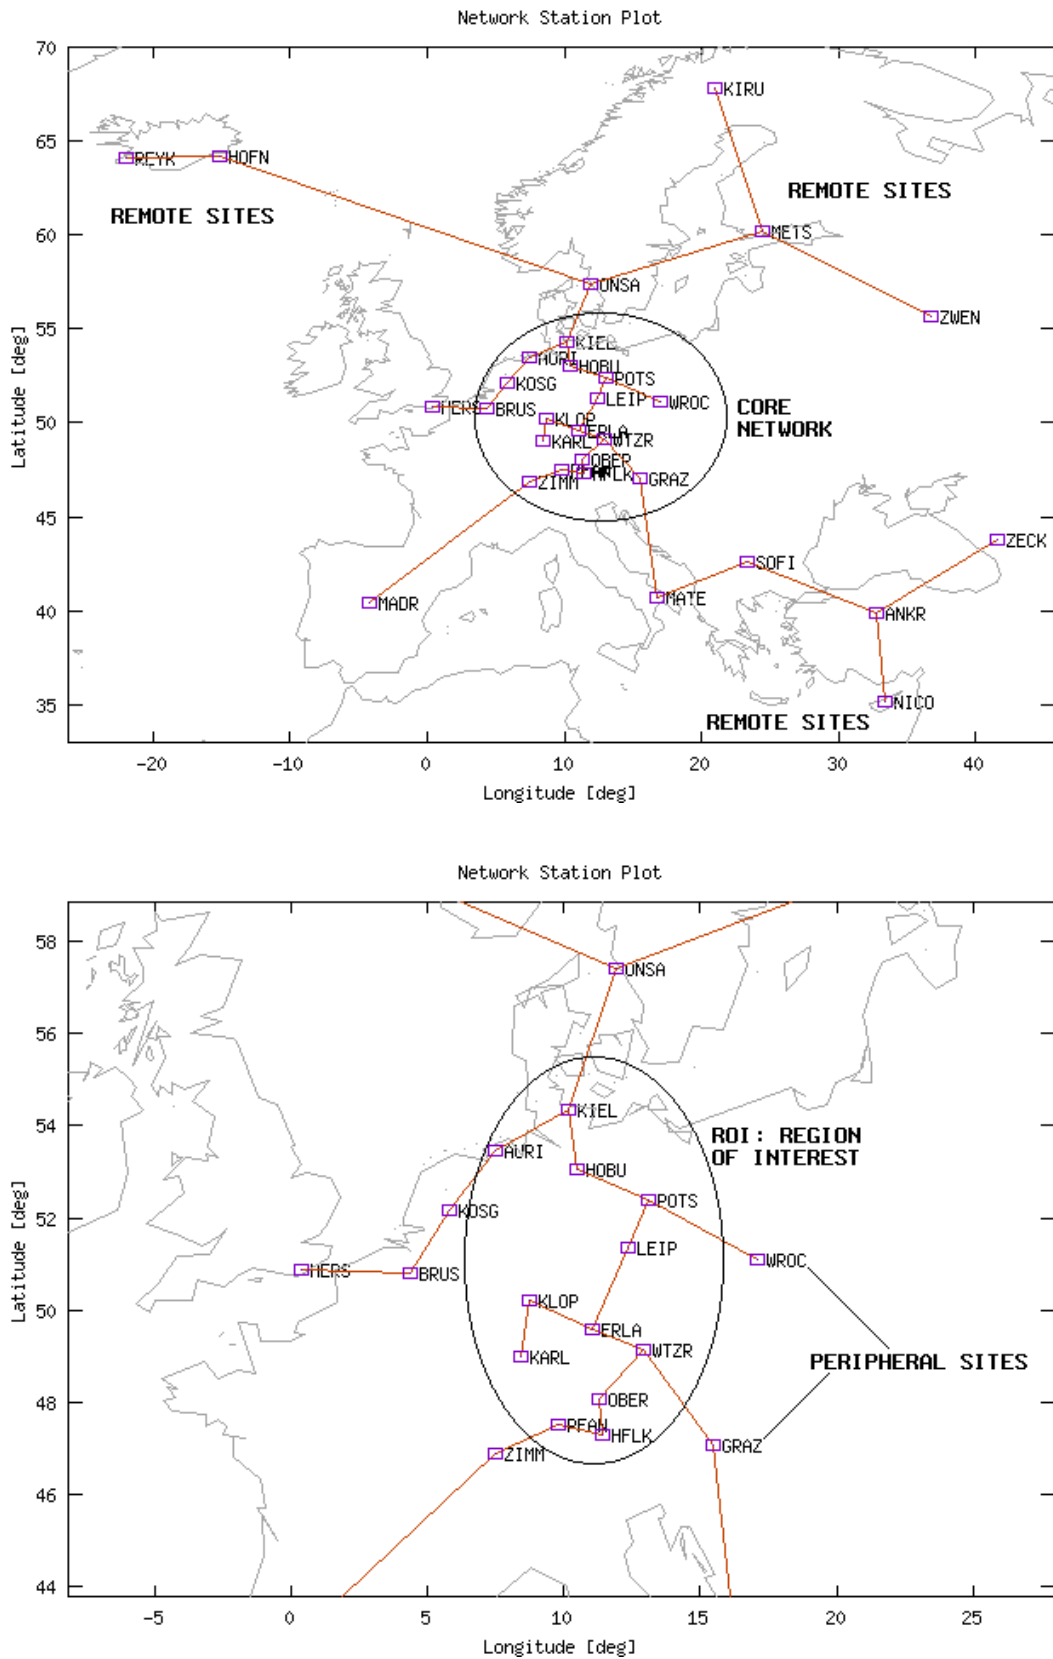 Network Station Plot
70
65
60
55
50
45
40
35
Latitude [deg]
KIRU
REYK
HOFN
REMOTE SITES
REMOTE SITES
METS
ONSA
ZWEN
KIEL
AURI
HOBU
KOSG
POTS
LEIP
WROC
HERS
BRUS
KLOP
ERLA
KARL
WTZR
CORE
NETWORK
OBER
HFLK
ZIMM
GRAZ
ZECK
SOFI
MADR
MATE
ANKR
NICO
REMOTE SITES
-20
-10
0
10
20
30
40
Longitude [deg]
Network Station Plot
58
56
54
52
50
48
46
44
Latitude [deg]
ONSA
KIEL
AURI
ROI: REGION
OF INTEREST
HOBU
POTS
KOSG
LEIP
WROC
HERS
BRUS
KLOP
ERLA
KARL
WTZR
PERIPHERAL SITES
OBER
PFAN
HFLK
ZIMM
GRAZ
-5
0
5
10
15
20
25
Longitude [deg]